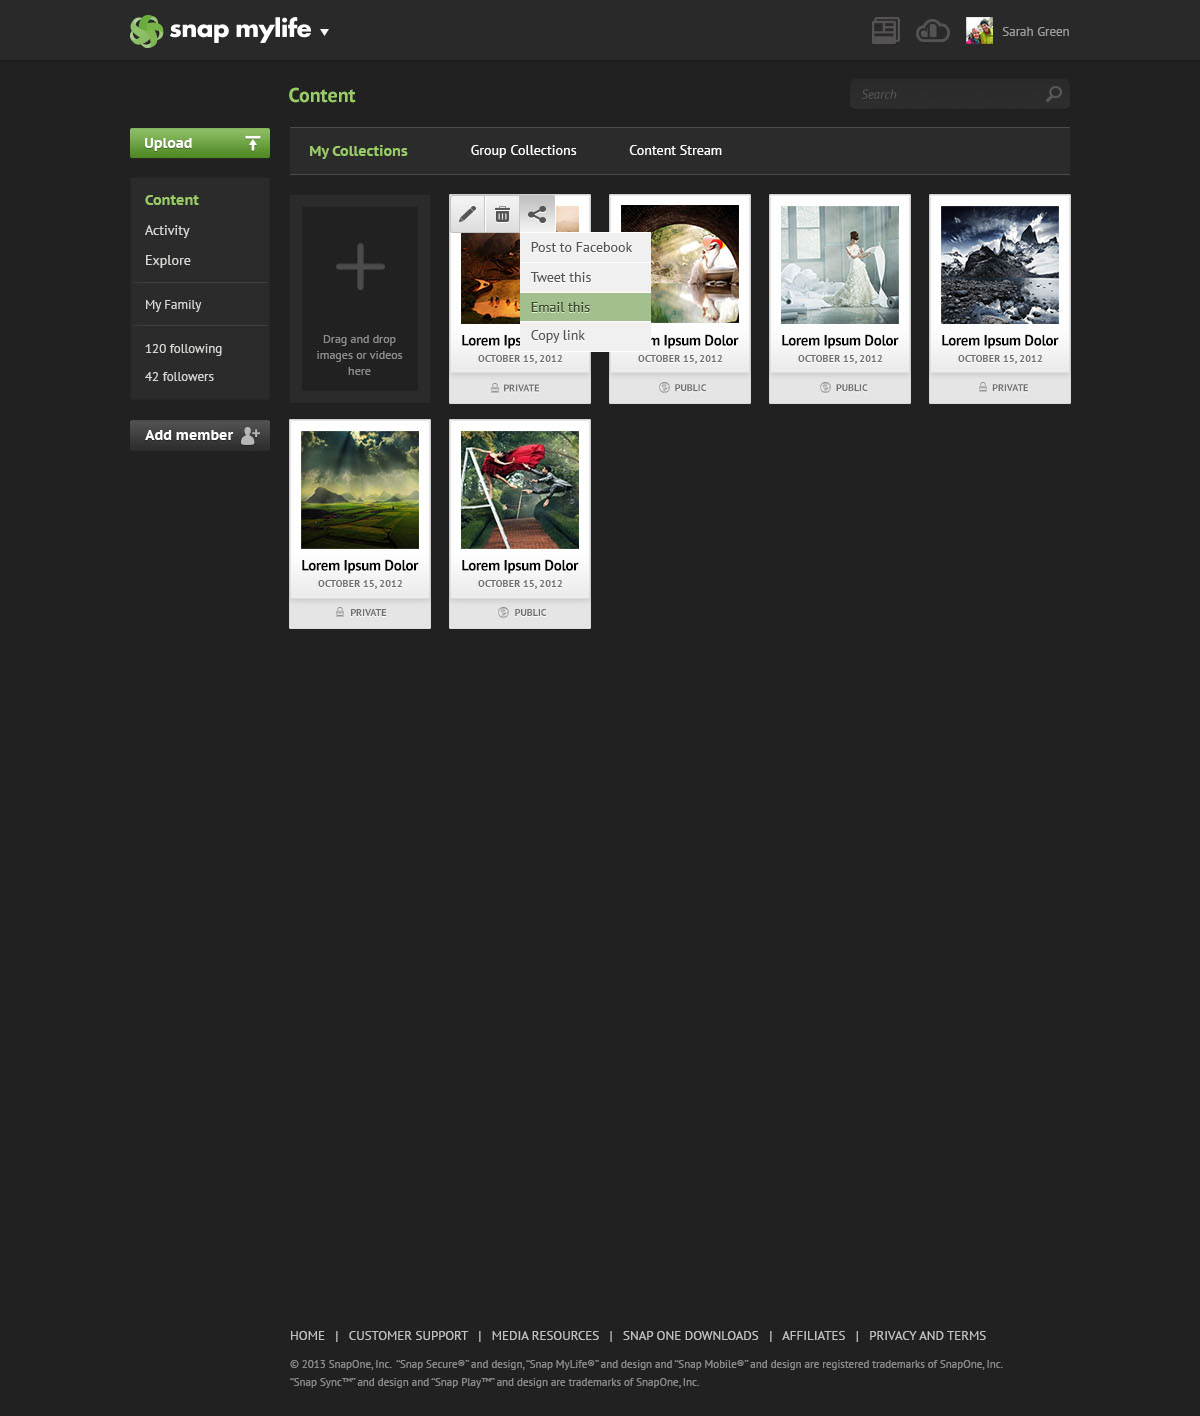 snap mylife
Sarah Green
Content
Search
Upload
My Collections
Group Collections
Content Stream
Content
Activity
Explore
My Family
120 following
42 followers
Add member
Drag and drop
images or videos
here
Post to Facebook
Tweet this
Email this
Copy link
Lorem Ips
OCTOBER 15, 2012
PRIVATE
m Ipsum Dolor
OCTOBER 15, 2012
PUBLIC
Lorem Ipsum Dolor
OCTOBER 15, 2012
PUBLIC
Lorem Ipsum Dolor
OCTOBER 15, 2012
PRIVATE
Lorem Ipsum Dolor
OCTOBER 15, 2012
PRIVATE
Lorem Ipsum Dolor
OCTOBER 15, 2012
PUBLIC
HOME | CUSTOMER SUPPORT | MEDIA RESOURCES | SNAP ONE DOWNLOADS | AFFILIATES | PRIVACY AND TERMS
© 2013 SnapOne, Inc. “Snap Secure®” and design, “Snap MyLife®” and design and “Snap Mobile®” and design are registered trademarks of SnapOne, Inc.
“Snap Sync™” and design and “Snap Play™” and design are trademarks of SnapOne, Inc.